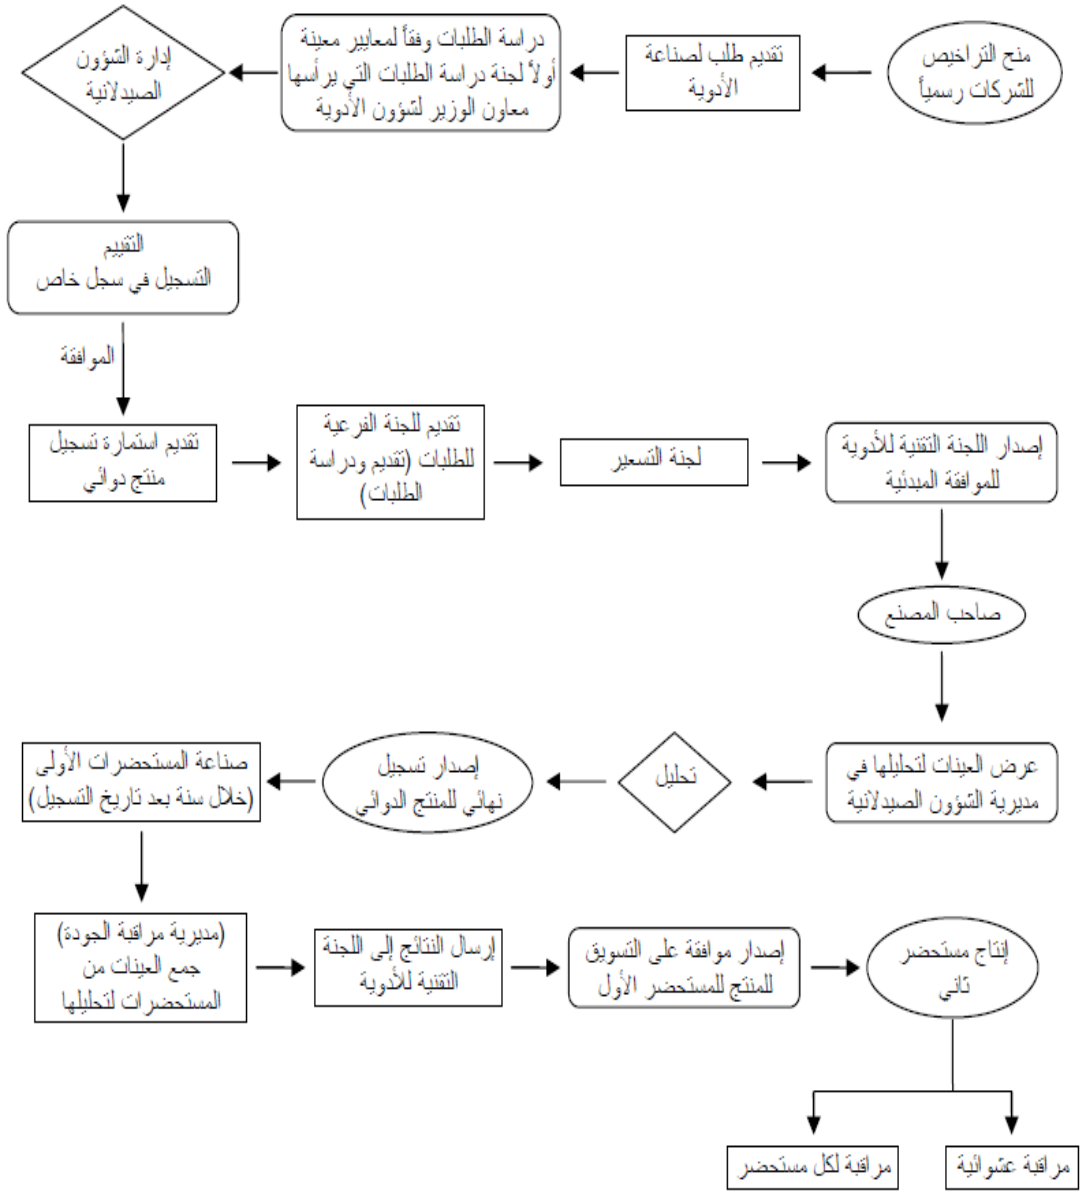 منح التراخيص
للشركات رسمياً
تقديم طلب لصناعة
الأدوية
دراسة الطلبات وفقاً لمعايير معينة
أولاً لجنة دراسة الطلبات التي يرأسها
معاون الوزير لشؤون الأدوية
إدارة الشؤون
الصيدلانية
التقييم
التسجيل في سجل خاص
الموافقة
تقديم استمارة تسجيل
منتج دوائي
تقديم للجنة الفرعية
للطلبات (تقديم ودراسة
الطلبات)
لجنة التسعير
إصدار اللجنة التقنية للأدوية
للموافقة المبدئية
صاحب المصنع
عرض العينات لتحليلها في
مديرية الشؤون الصيدلانية
تحليل
إصدار تسجيل
نهائي للمنتج الدوائي
صناعة المستحضرات الأولى
(خلال سنة بعد تاريخ التسجيل)
(مديرية مراقبة الجودة)
جمع العينات من
المستحضرات لتحليلها
إرسال النتائج إلى اللجنة
التقنية للأدوية
إصدار موافقة على التسويق
للمنتج للمستحضر الأول
إنتاج مستحضر
ثاني
مراقبة عشوائية
مراقبة لكل مستحضر